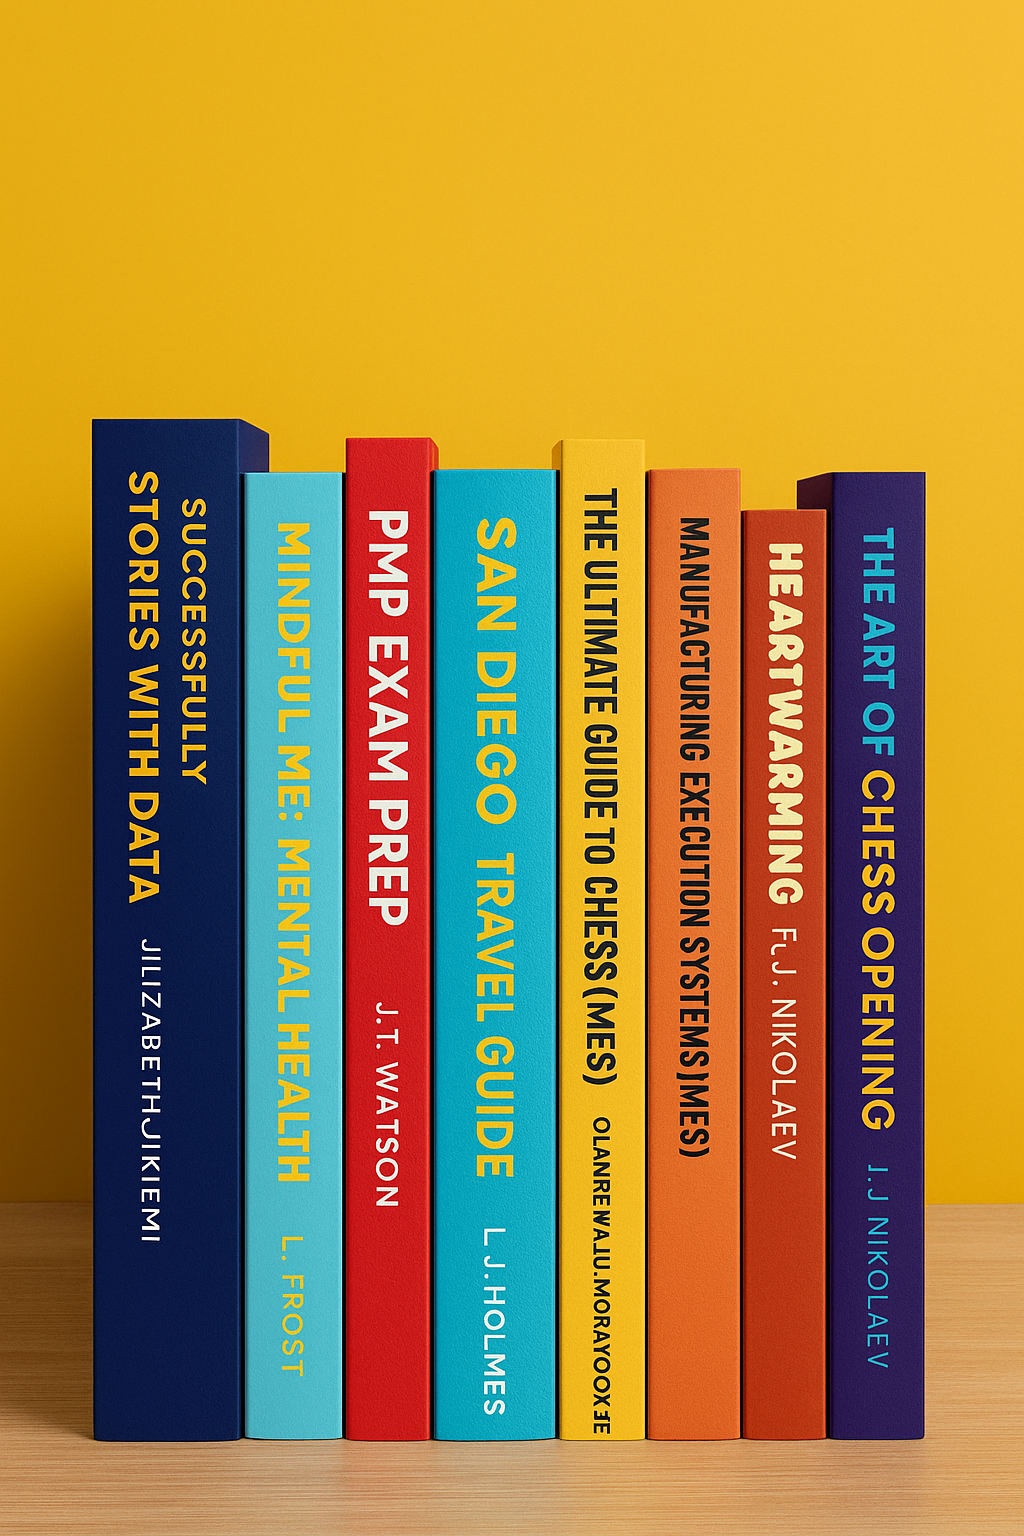 SUCCESSFULLY
STORIES WITH DATA
JILIZABETHJIKIEMI
MINDFUL ME: MENTAL HEALTH
L. FROST
PMP EXAM PREP
J.T. WATSON
SAN DIEGO TRAVEL GUIDE
L.J.HOLMES
THE ULTIMATE GUIDE TO CHESS (MES)
MANUFACTURING EXECUTION SYSTEMS)MES)
HEARTWARMING
NIKOLAEV
THE ART OF CHESS OPENING
J.J NIKOLAEV